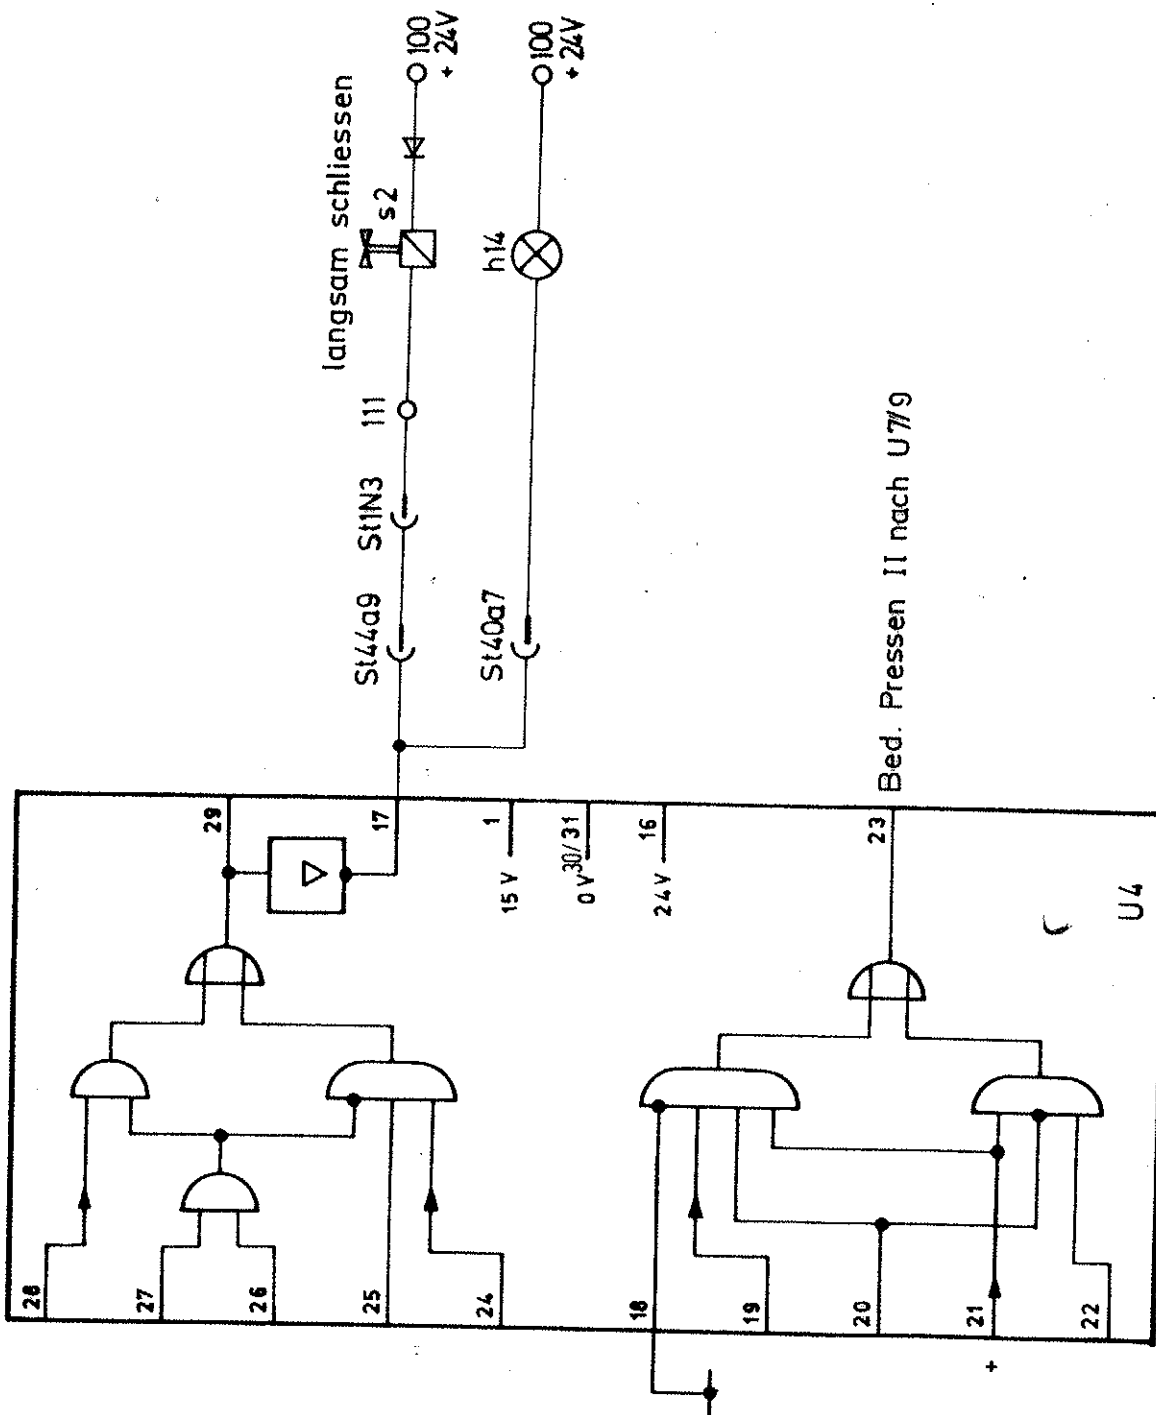 langsam schliessen
St44a9
St1N3
111
s2
100
+ 24V
St40a7
h14
100
+ 24V
28
27
26
25
24
29
17
15 V
1
0 V 30/31
24V
16
18
19
20
21
+
22
23
Bed. Pressen II nach U7/9
U4